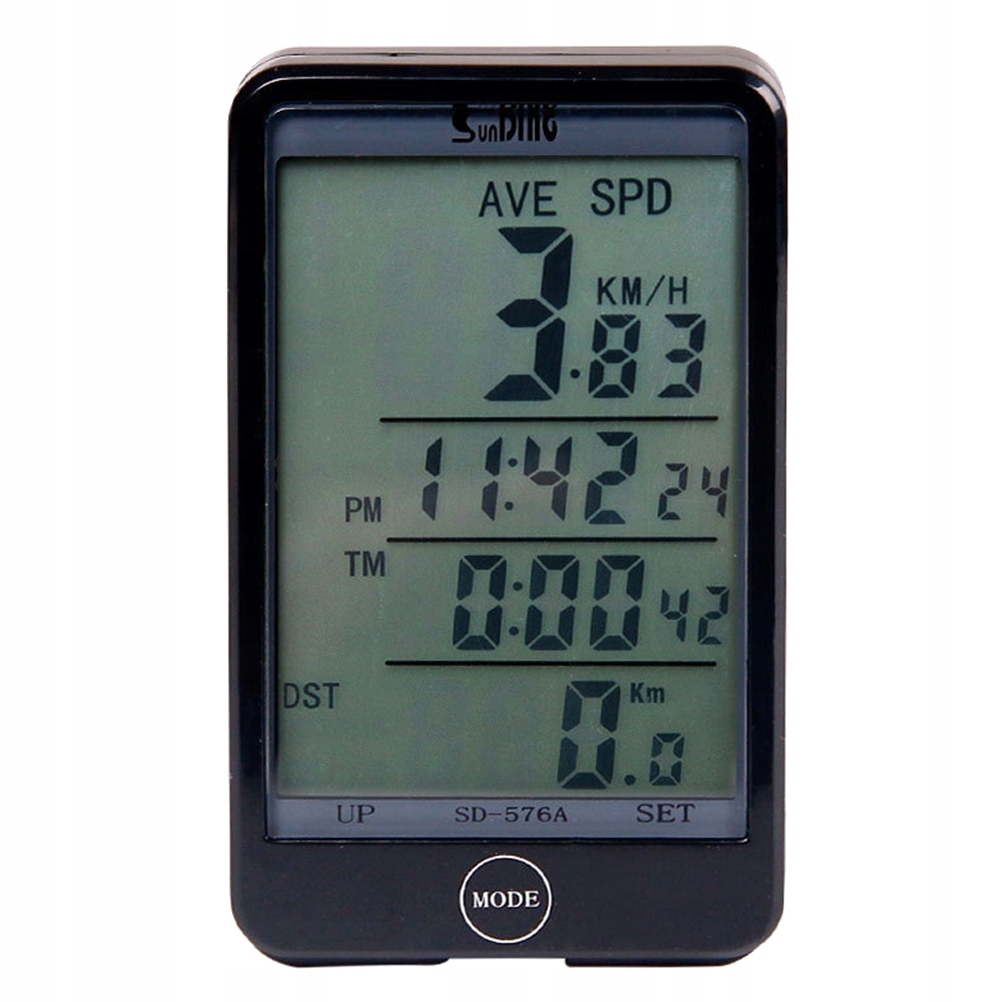 SunDING
AVE SPD
KM/H
3.83
PM 11:42 24
TM 0:00 42
DST 0.0 Km
UP SD-576A SET
MODE